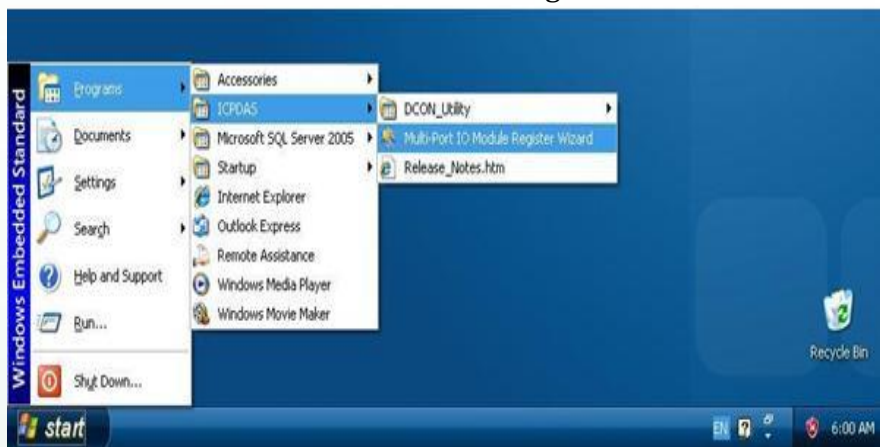 Windows Embedded Standard
Programs
Documents
Settings
Search
Help and Support
Run...
Shut Down...
Accessories
ICPDAS
Microsoft SQL Server 2005
Startup
Internet Explorer
Outlook Express
Remote Assistance
Windows Media Player
Windows Movie Maker
DCON_Utility
Multi-Port IO Module Register Wizard
Release_Notes.htm
Recycle Bin
start
EN
6:00 AM